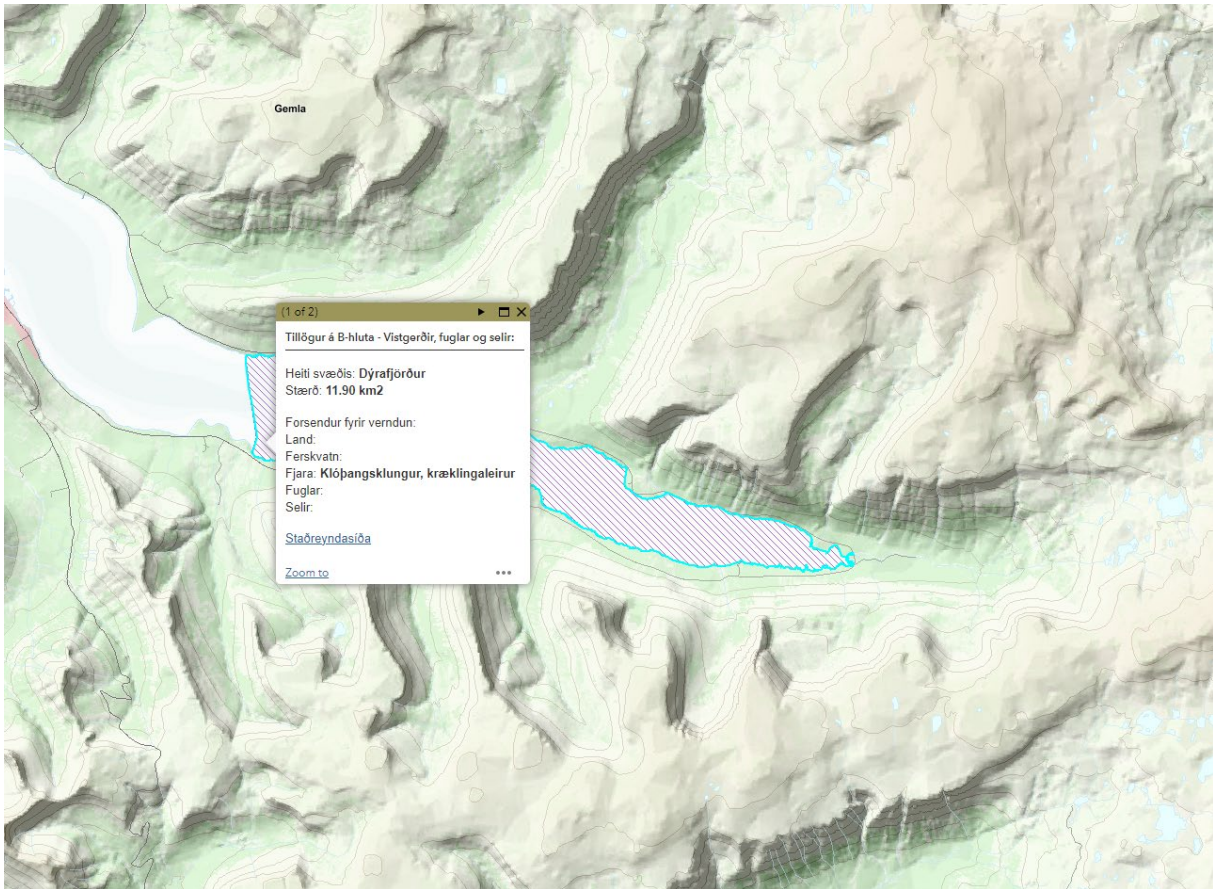 Gemla
(1 of 2)
Tillögur á B-hluta - Vistgerðir, fuglar og selir:
Heiti svæðis: Dýrafjörður
Stærð: 11.90 km2
Forsendur fyrir verndun:
Land:
Ferskvatn:
Fjara: Klóþangsklungur, kræklingaleirur
Fuglar:
Selir:
Staðreyndasíða
Zoom to